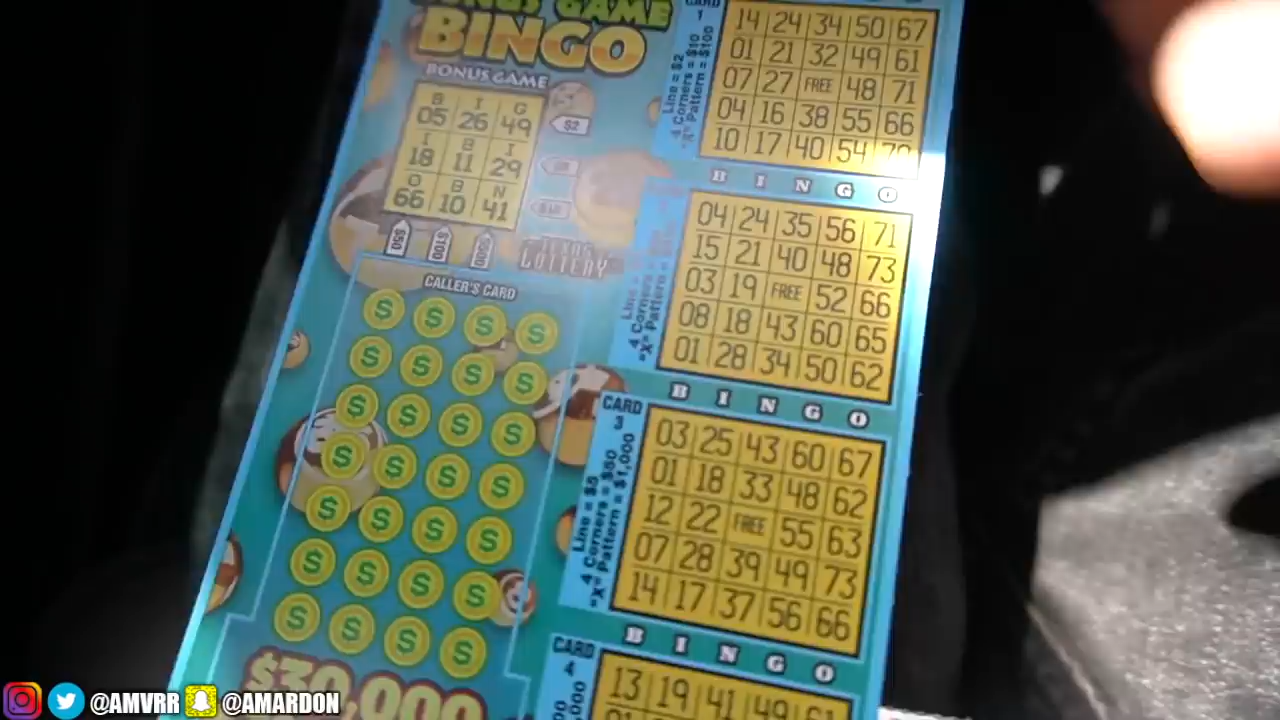 BONUS GAME
BINGO
BONUS GAME
B I G
05 26 49
$2
I B I
18 11 29
O B N
66 10 41
$10
$50 $100 $500
TEXAS
LOTTERY
CALLER'S CARD
$ $ $ $
$ $ $ $
$ $ $ $
$ $ $ $
$ $ $ $
$ $ $ $
$ $ $ $
$30,000
CARD
1
Line = $2
4 Corners = $10
"X" Pattern = $100
14 24 34 50 67
01 21 32 49 61
07 27 FREE 48 71
04 16 38 55 66
10 17 40 54
B I N G O
Line =
4 Corners
"X" Pattern
04 24 35 56 71
15 21 40 48 73
03 19 FREE 52 66
08 18 43 60 65
01 28 34 50 62
B I N G O
CARD
3
Line = $5
4 Corners = $50
"X" Pattern = $1,000
03 25 43 60 67
01 18 33 48 62
12 22 FREE 55 63
07 28 39 49 73
14 17 37 56 66
B I N G O
CARD
4
13 19 41 49 61
@AMVRR @AMARDON